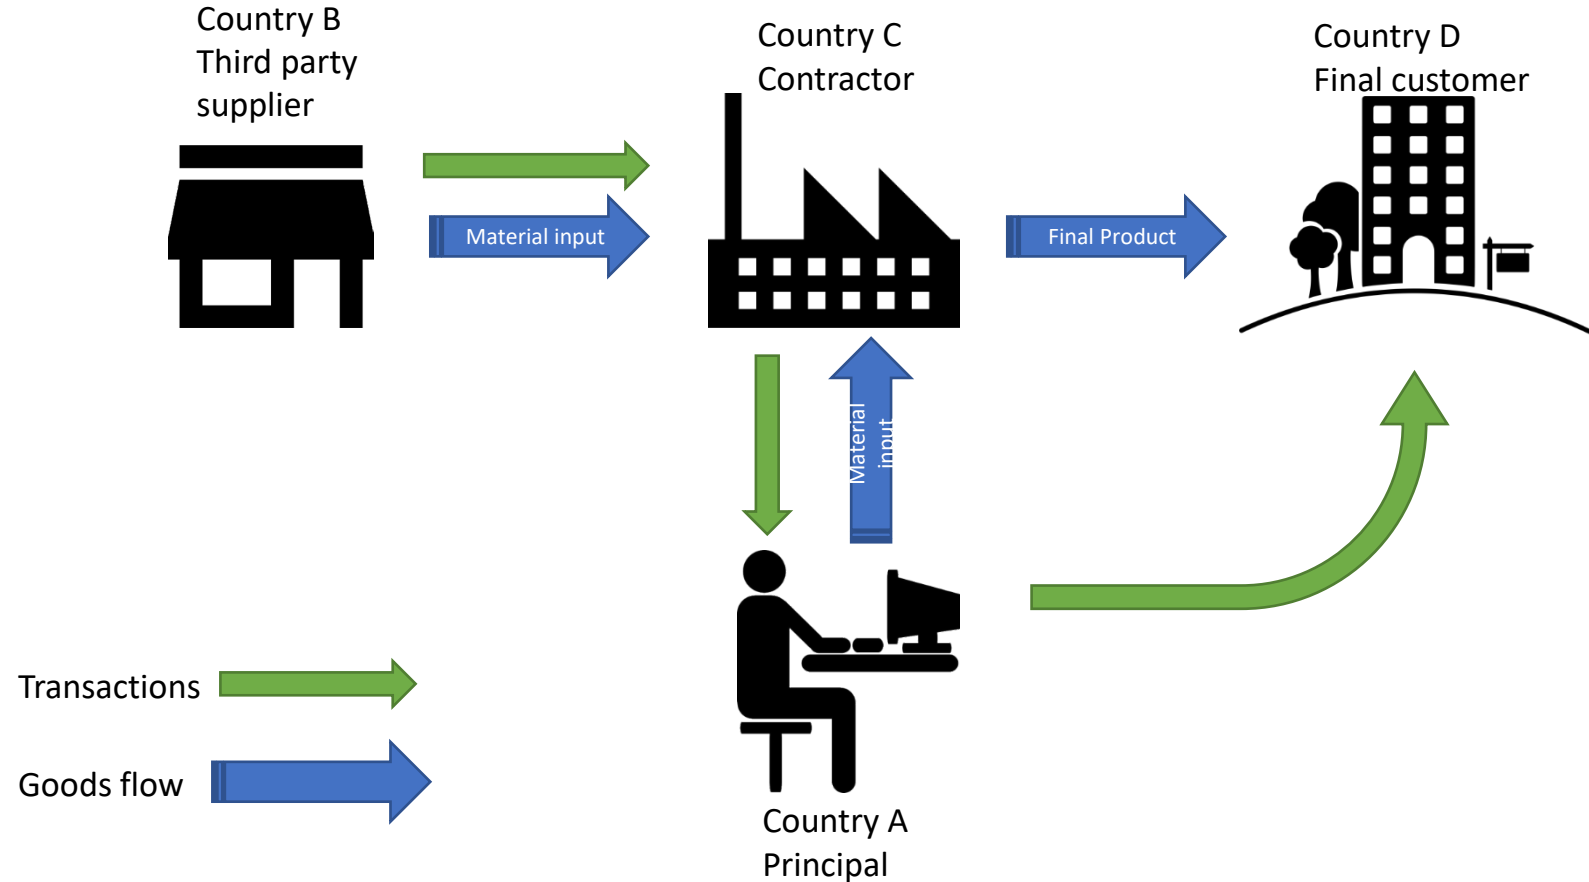 Country B
Third party
supplier
Country C
Contractor
Country D
Final customer
Material input
Final Product
Material
input
Transactions
Goods flow
Country A
Principal